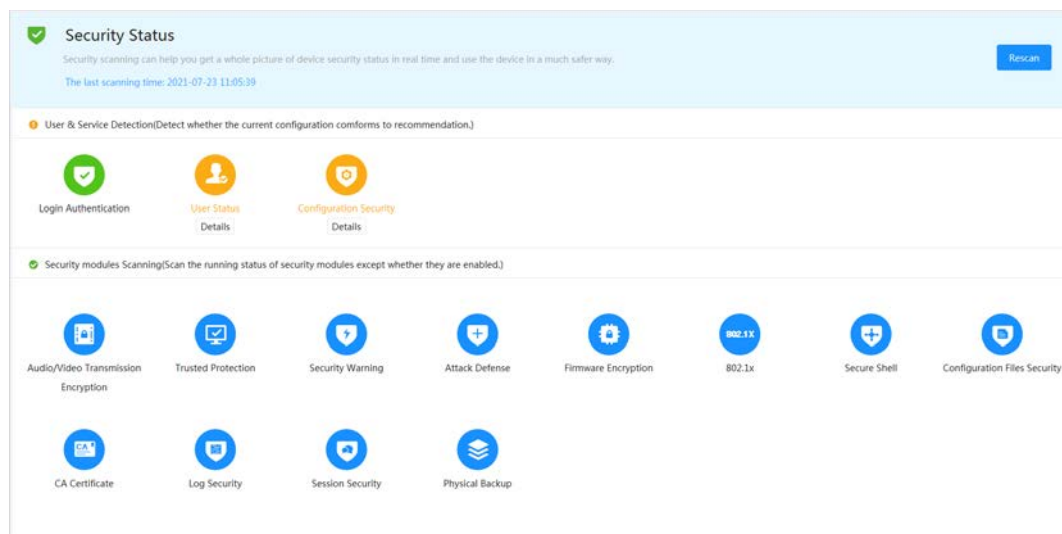 Security Status
Security scanning can help you get a whole picture of device security status in real time and use the device in a much safer way.
Rescan
The last scanning time: 2021-07-23 11:05:39
User & Service Detection(Detect whether the current configuration comforms to recommendation.)
Login Authentication
User Status
Configuration Security
Details
Details
Security modules Scanning(Scan the running status of security modules except whether they are enabled.)
802.1X
Audio/Video Transmission
Encryption
Trusted Protection
Security Warning
Attack Defense
Firmware Encryption
802.1x
Secure Shell
Configuration Files Security
CA
CA Certificate
Log Security
Session Security
Physical Backup